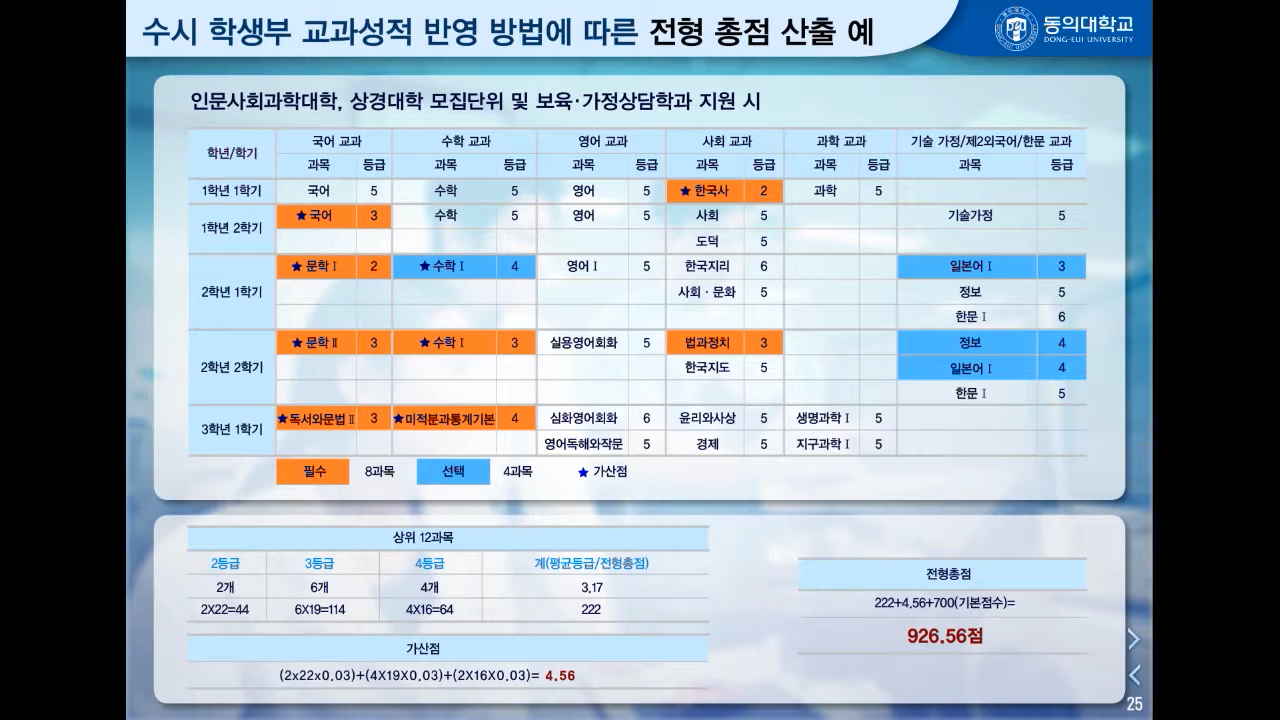 수시 학생부 교과성적 반영 방법에 따른 전형 총점 산출 예
동의대학교
DONG-EUI UNIVERSITY
인문사회과학대학, 상경대학 모집단위 및 보육·가정상담학과 지원 시
학년/학기 국어 교과 수학 교과 영어 교과 사회 교과 과학 교과 기술 가정/제2외국어/한문 교과
과목 등급 과목 등급 과목 등급 과목 등급 과목 등급 과목 등급
1학년 1학기 국어 5 수학 5 영어 5 ★ 한국사 2 과학 5
1학년 2학기 ★ 국어 3 수학 5 영어 5 사회 5 기술가정 5
도덕 5
2학년 1학기 ★ 문학 I 2 ★ 수학 I 4 영어 I 5 한국지리 6 일본어 I 3
사회 · 문화 5 정보 5
한문 I 6
2학년 2학기 ★ 문학 II 3 ★ 수학 I 3 실용영어회화 5 법과정치 3 정보 4
한국지도 5 일본어 I 4
한문 I 5
3학년 1학기 ★ 독서와문법 II 3 ★ 미적분과통계기본 4 심화영어회화 6 윤리와사상 5 생명과학 I 5
영어독해와작문 5 경제 5 지구과학 I 5
필수 8과목 선택 4과목 ★ 가산점
상위 12과목
2등급 3등급 4등급 계(평균등급/전형총점)
2개 6개 4개 3.17
2X22=44 6X19=114 4X16=64 222
가산점
(2x22x0.03)+(4X19X0.03)+(2X16X0.03)= 4.56
전형총점
222+4.56+700(기본점수)=
926.56점
25